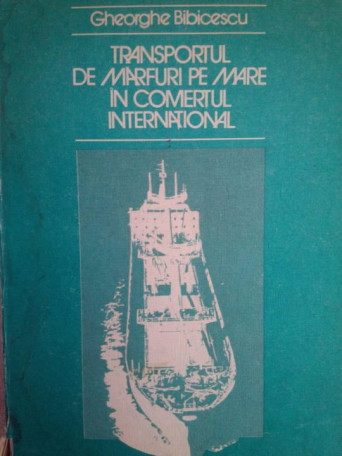 Gheorghe Bibicescu
TRANSPORTUL
DE MĂRFURI PE MARE
ÎN COMERȚUL
INTERNAȚIONAL